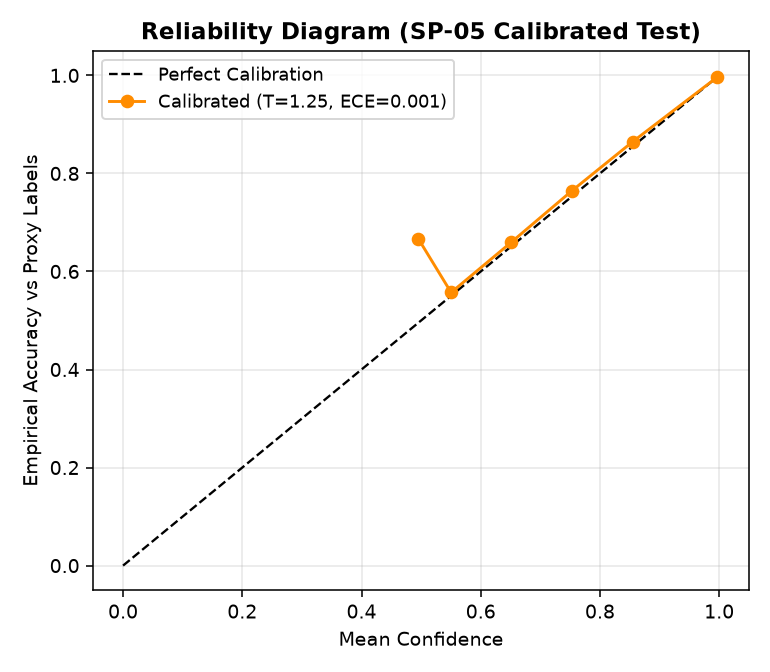 Reliability Diagram (SP-05 Calibrated Test)
Perfect Calibration
Calibrated (T=1.25, ECE=0.001)
Empirical Accuracy vs Proxy Labels
1.0
0.8
0.6
0.4
0.2
0.0
0.0 0.2 0.4 0.6 0.8 1.0
Mean Confidence